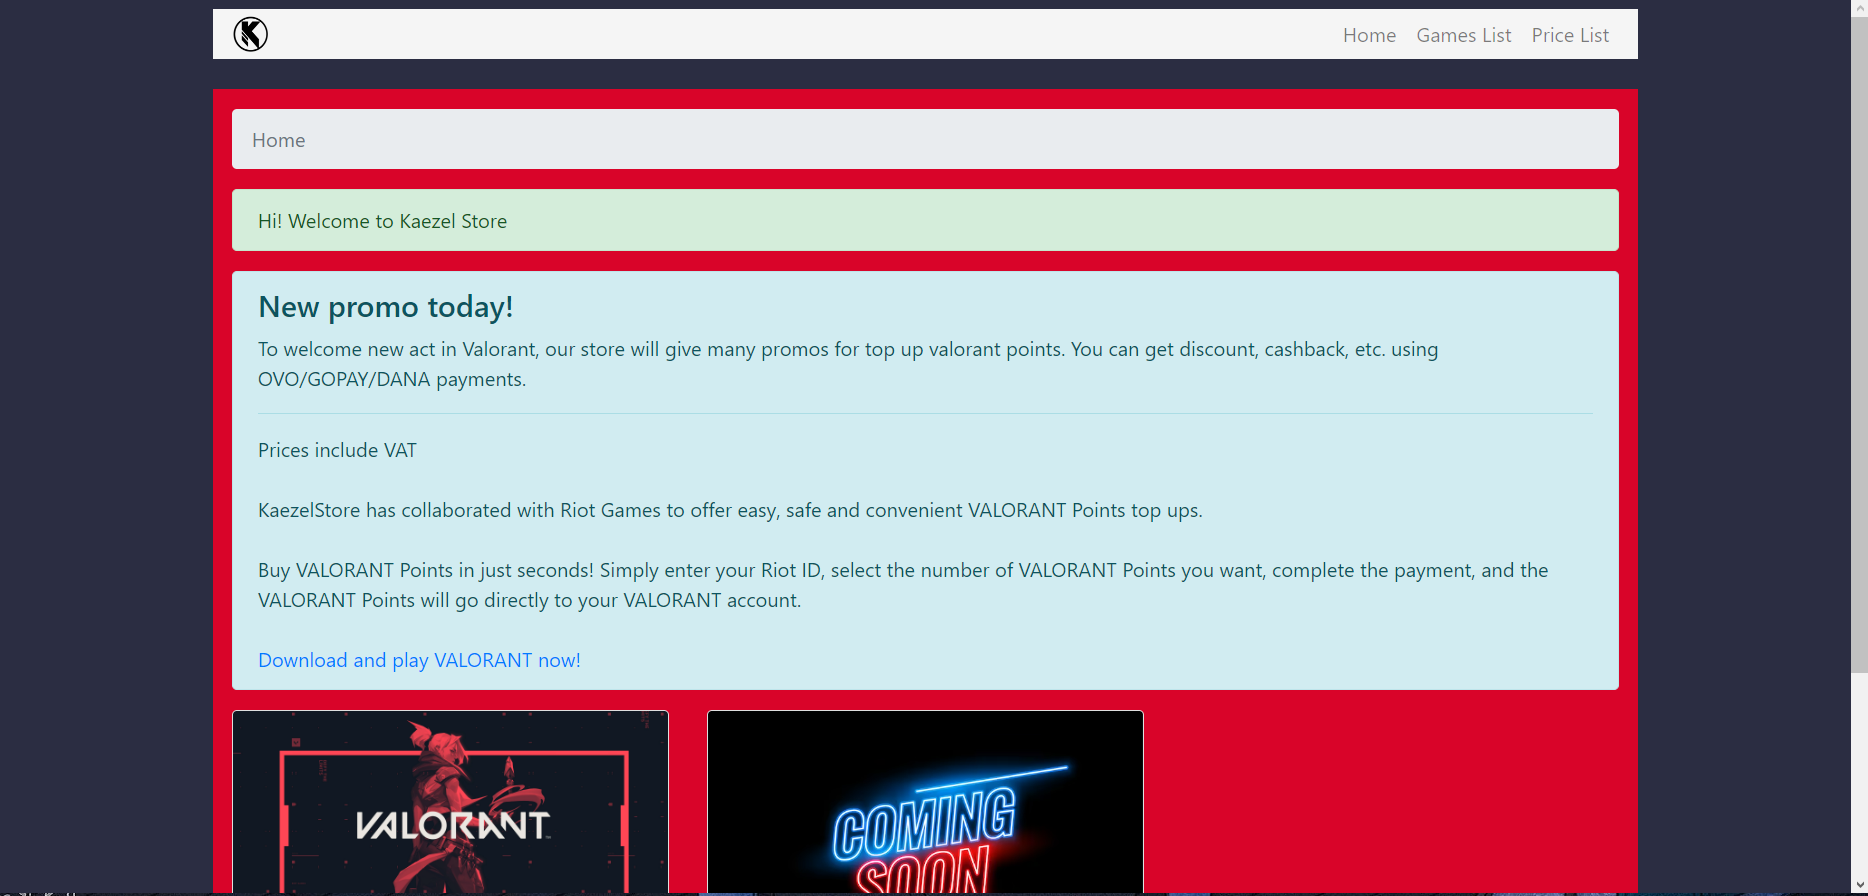 Home Games List Price List
Home
Hi! Welcome to Kaezel Store
New promo today!
To welcome new act in Valorant, our store will give many promos for top up valorant points. You can get discount, cashback, etc. using
OVO/GOPAY/DANA payments.
Prices include VAT
KaezelStore has collaborated with Riot Games to offer easy, safe and convenient VALORANT Points top ups.
Buy VALORANT Points in just seconds! Simply enter your Riot ID, select the number of VALORANT Points you want, complete the payment, and the
VALORANT Points will go directly to your VALORANT account.
Download and play VALORANT now!
VALORANT
COMING
SOON